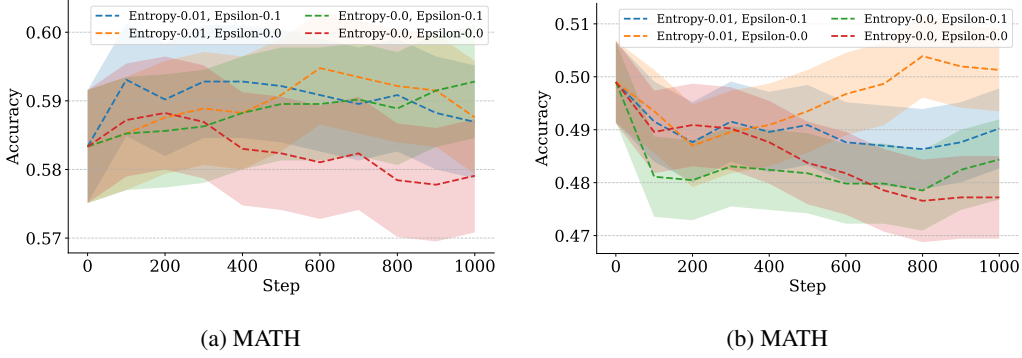 Entropy-0.01, Epsilon-0.1
Entropy-0.01, Epsilon-0.0
Entropy-0.0, Epsilon-0.1
Entropy-0.0, Epsilon-0.0
0.60
0.59
0.58
0.57
Accuracy
0 200 400 600 800 1000
Step
(a) MATH
Entropy-0.01, Epsilon-0.1
Entropy-0.01, Epsilon-0.0
Entropy-0.0, Epsilon-0.1
Entropy-0.0, Epsilon-0.0
0.51
0.50
0.49
0.48
0.47
Accuracy
0 200 400 600 800 1000
Step
(b) MATH